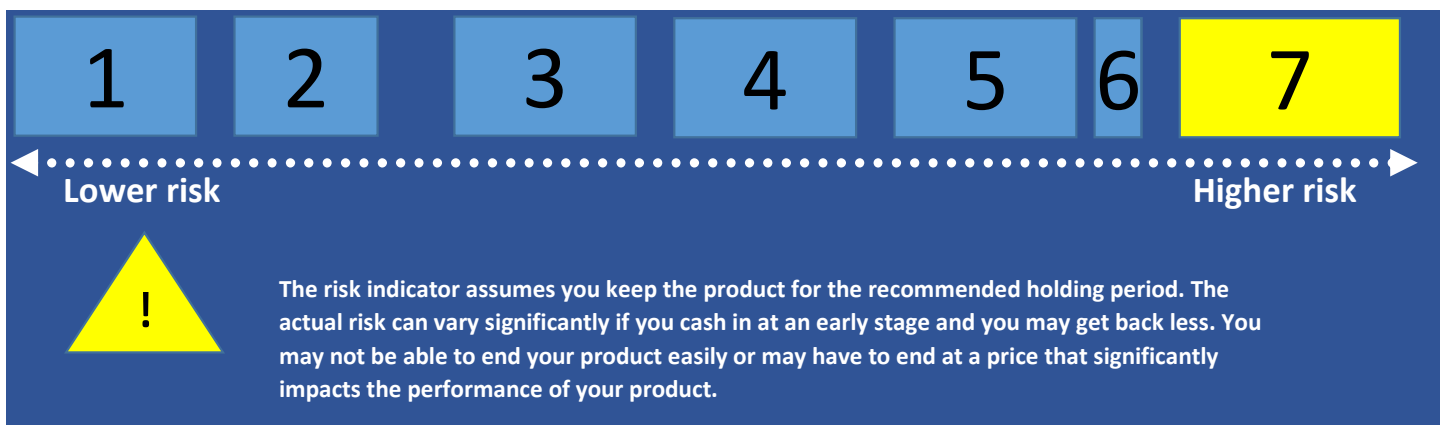 1 2 3 4 5 6 7
Lower risk Higher risk
!
The risk indicator assumes you keep the product for the recommended holding period. The
actual risk can vary significantly if you cash in at an early stage and you may get back less. You
may not be able to end your product easily or may have to end at a price that significantly
impacts the performance of your product.